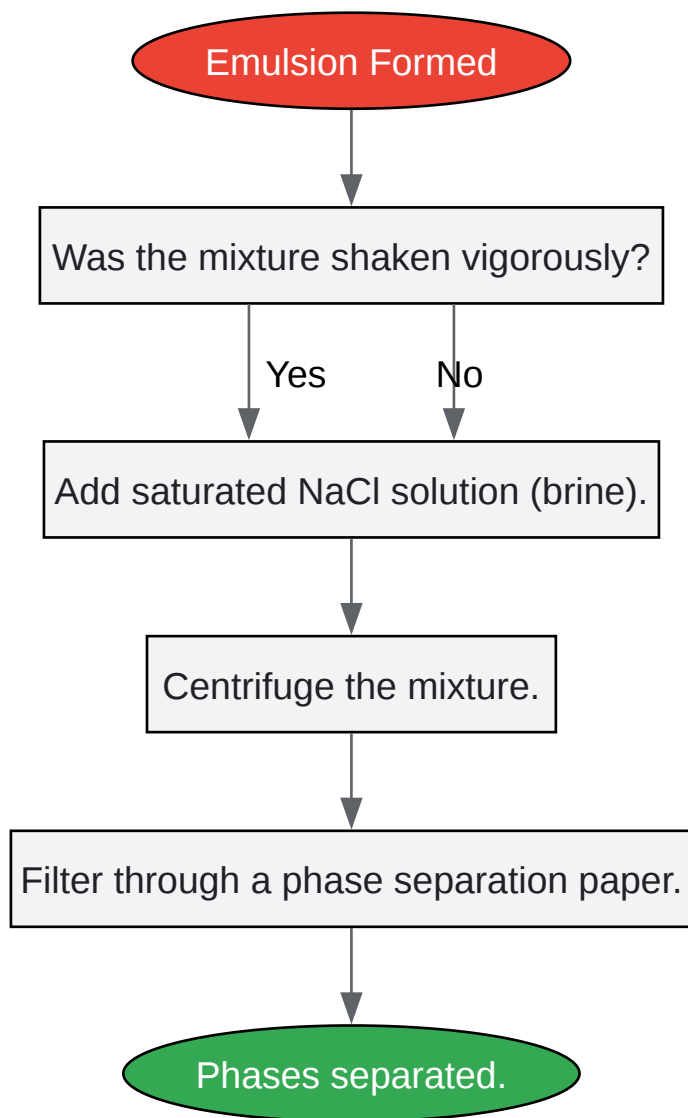 Emulsion Formed
Was the mixture shaken vigorously?
Yes
No
Add saturated NaCl solution (brine).
Centrifuge the mixture.
Filter through a phase separation paper.
Phases separated.